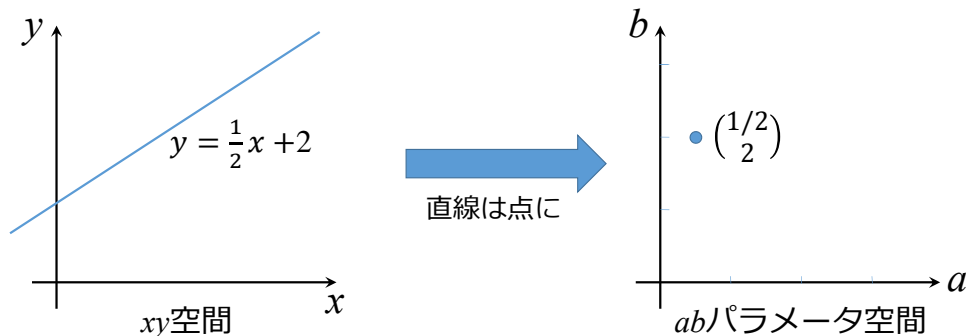 y
y = 1/2 x +2
x
xy空間
直線は点に
b
(1/2
2)
a
abパラメータ空間